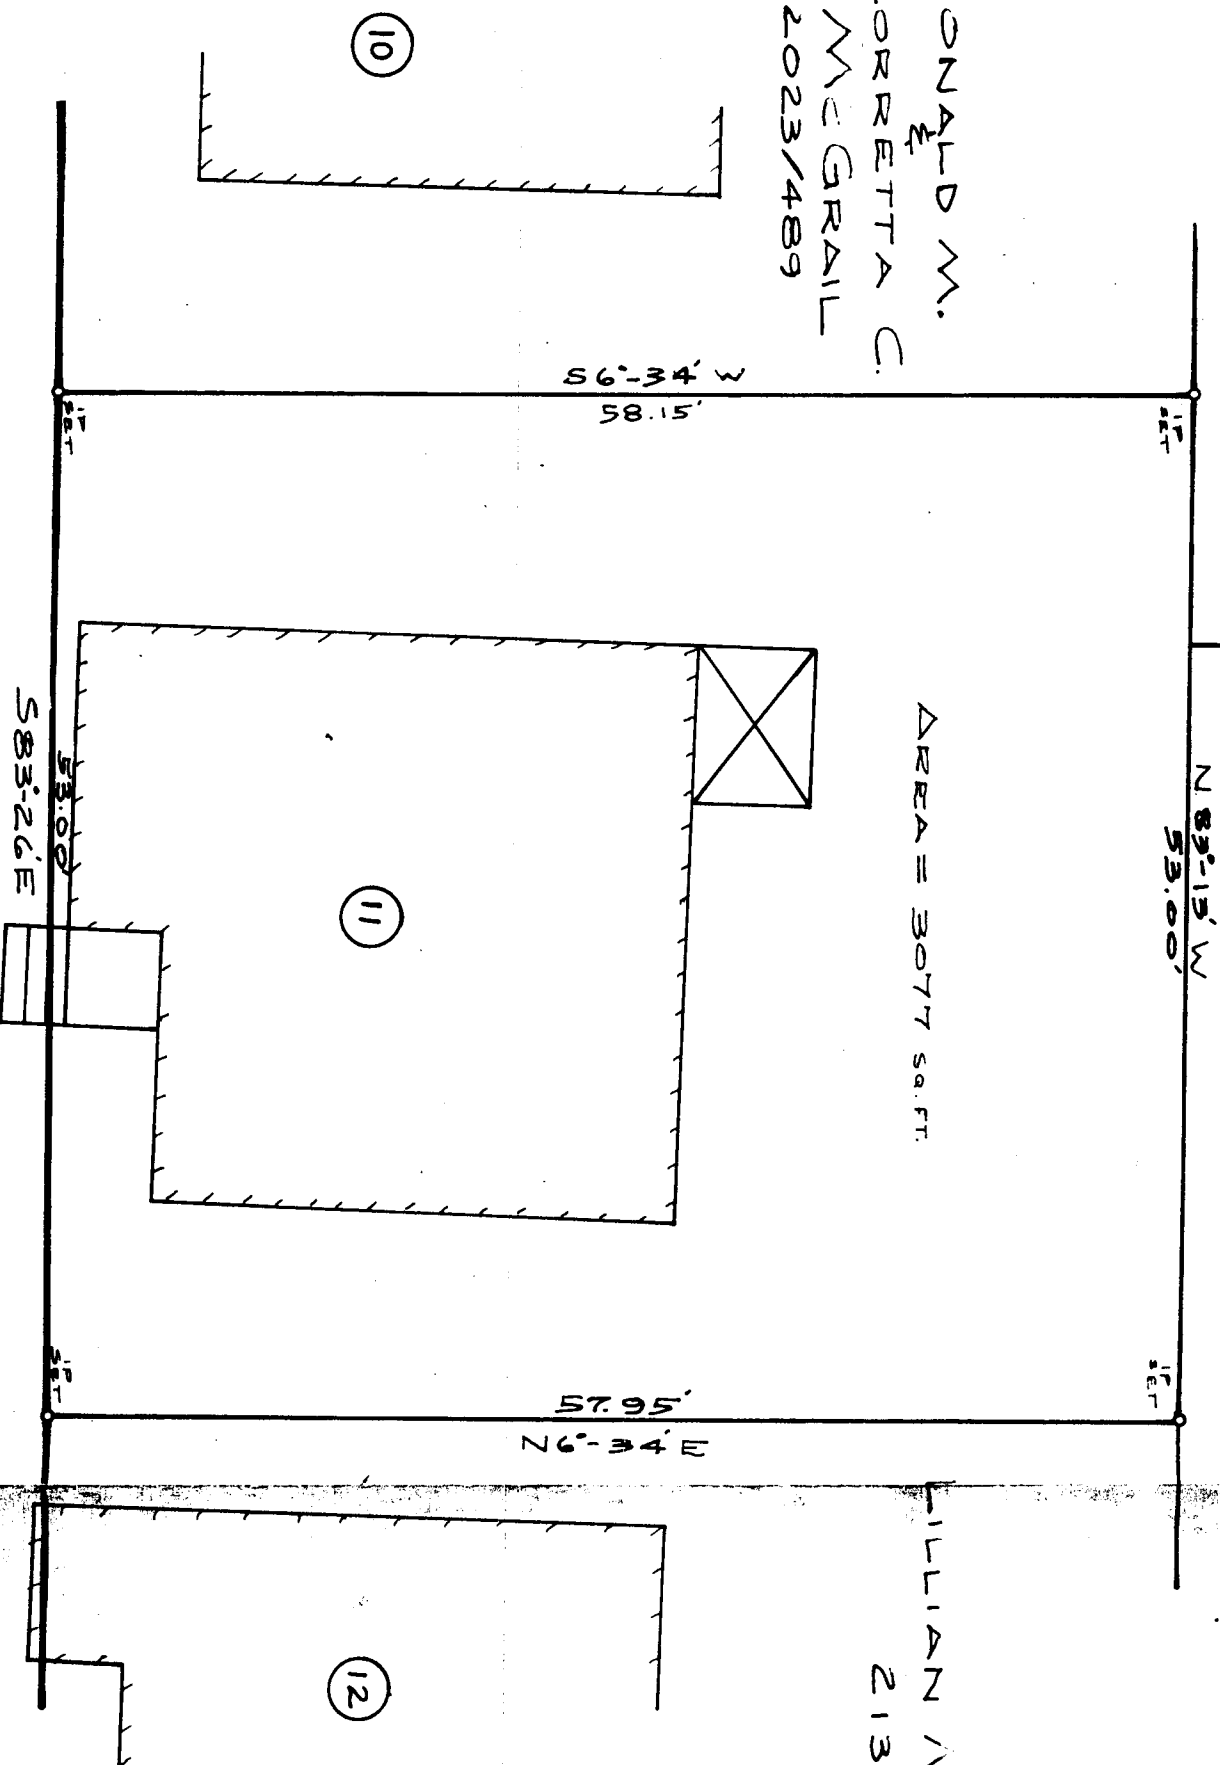 10
ONALD M.
&
ORRETTA C.
McGRAIL
2023/489
S6°-34' W
58.15'
IP
SET
IP
SET
N 83°-13' W
53.00'
AREA = 3077 SQ. FT.
11
53.00'
S83°-26'E
IP
SET
IP
SET
57.95'
N6°-34' E
LILLIAN
213
12